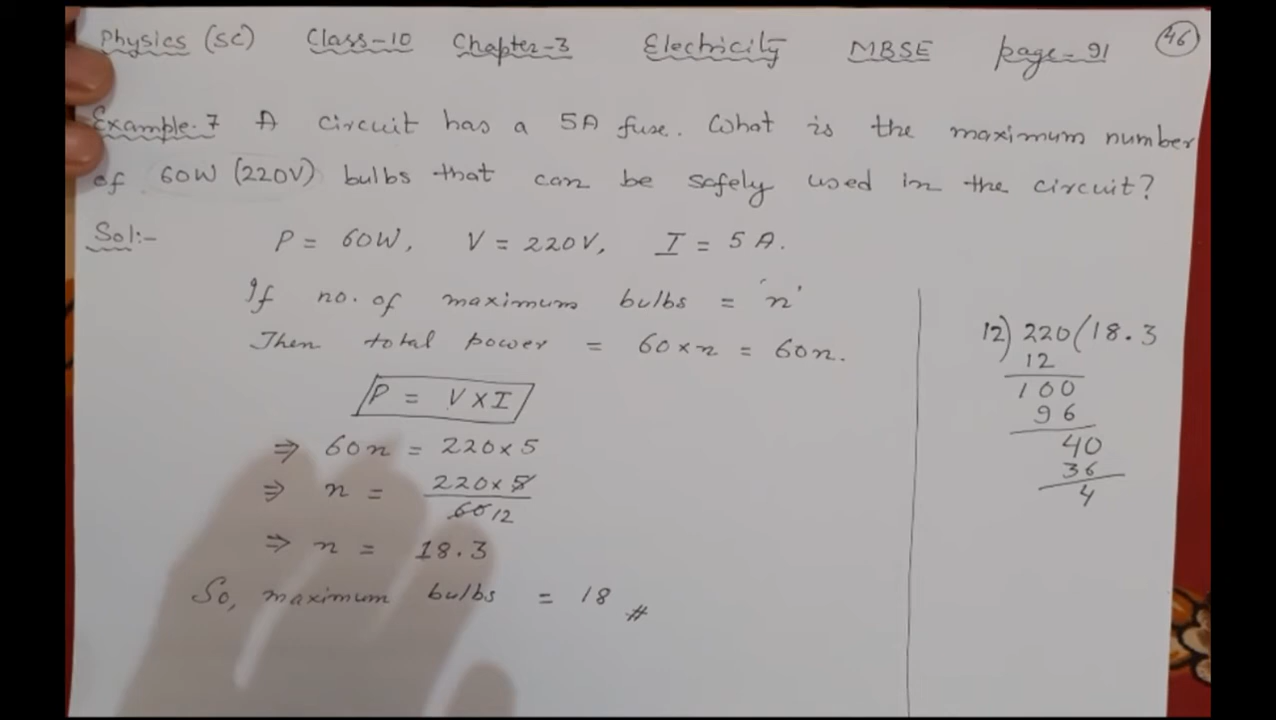 Physics (SC) Class-10 Chapter-3 Electricity MBSE page-91 46
Example.7 A circuit has a 5A fuse. What is the maximum number
of 60W (220V) bulbs that can be safely used in the circuit?
Sol:- P = 60W, V = 220V, I = 5A.
If no. of maximum bulbs = 'n'
Then total power = 60×n = 60n.
P = V×I
⇒ 60n = 220×5
⇒ n = 220×5
60 12
⇒ n = 18.3
So, maximum bulbs = 18 #
12) 220 (18.3
12
100
96
40
36
4